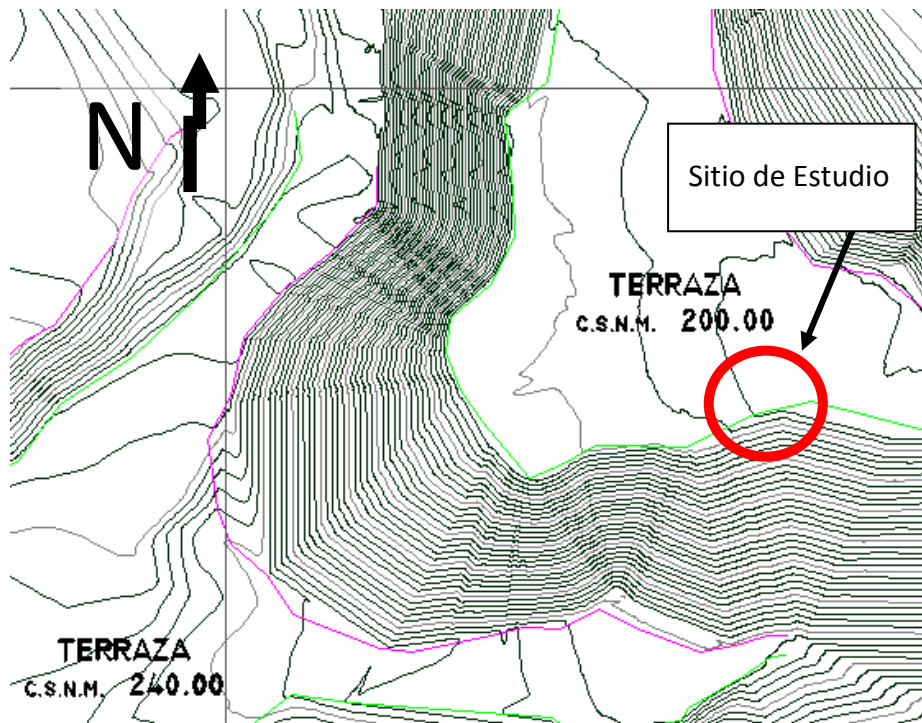 N
Sitio de Estudio
TERRAZA
C.S.N.M. 200.00
TERRAZA
C.S.N.M. 240.00